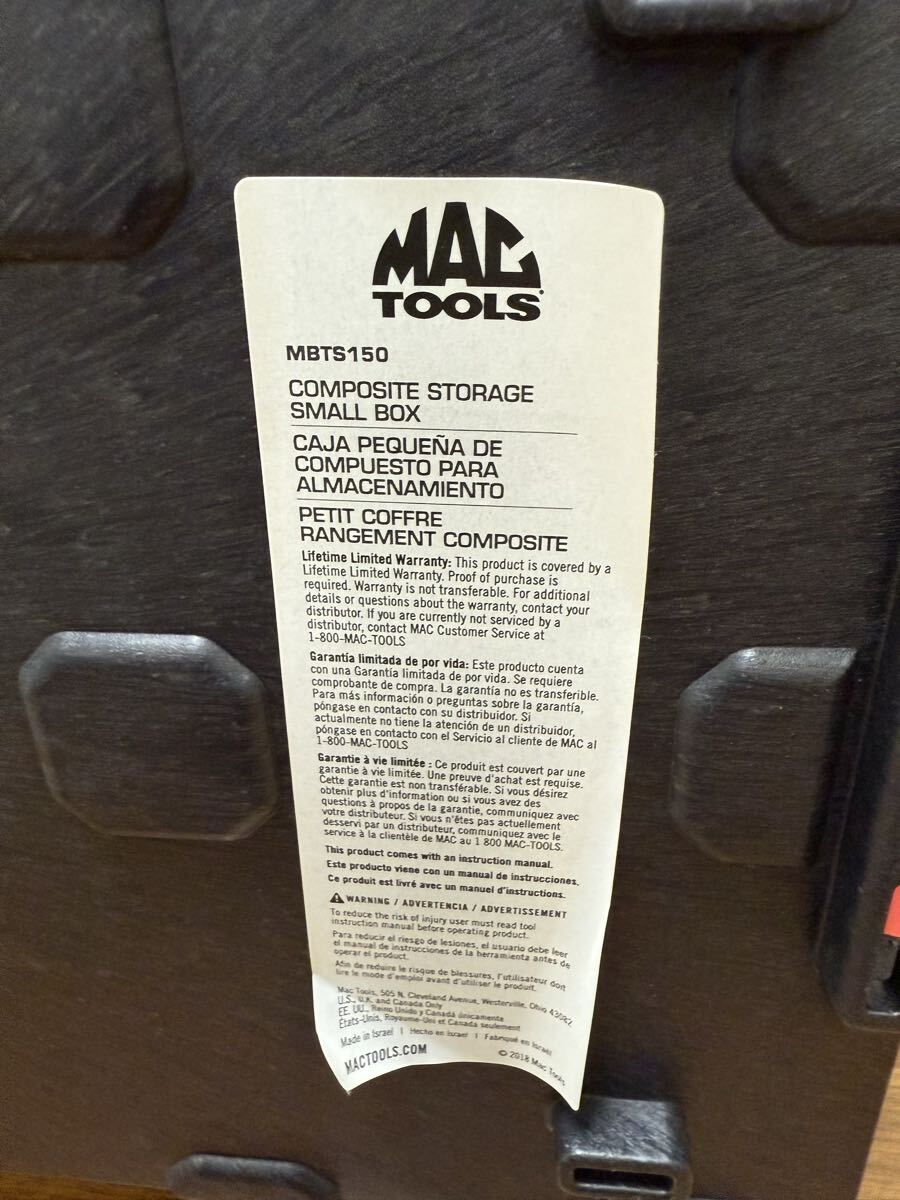 MAC
TOOLS
MBTS150
COMPOSITE STORAGE
SMALL BOX
CAJA PEQUEÑA DE
COMPUESTO PARA
ALMACENAMIENTO
PETIT COFFRE
RANGEMENT COMPOSITE
Lifetime Limited Warranty: This product is covered by a
Lifetime Limited Warranty. Proof of purchase is
required. Warranty is not transferable. For additional
details or questions about the warranty, contact your
distributor. If you are currently not serviced by a
distributor, contact MAC Customer Service at
1-800-MAC-TOOLS
Garantía limitada de por vida: Este producto cuenta
con una Garantía limitada de por vida. Se requiere
comprobante de compra. La garantía no es transferible.
Para más información o preguntas sobre la garantía,
póngase en contacto con su distribuidor. Si
actualmente no tiene la atención de un distribuidor,
póngase en contacto con el Servicio al cliente de MAC al
1-800-MAC-TOOLS
Garantie à vie limitée : Ce produit est couvert par une
garantie à vie limitée. Une preuve d'achat est requise.
Cette garantie est non transférable. Si vous désirez
obtenir plus d'information ou si vous avez des
questions à propos de la garantie, communiquez avec
votre distributeur. Si vous n'êtes pas actuellement
desservi par un distributeur, communiquez avec le
service à la clientèle de MAC au 1 800 MAC-TOOLS.
This product comes with an instruction manual.
Este producto viene con un manual de instrucciones.
Ce produit est livré avec un manuel d'instructions.
WARNING / ADVERTENCIA / ADVERTISSEMENT
To reduce the risk of injury user must read tool
instruction manual before operating product.
Para reducir el riesgo de lesiones, el usuario debe leer
el manual de instrucciones de la herramienta antes de
operar el product.
Afin de reduire le risque de blessures, l'utilisateur doit
lire le mode d'emploi avant d'utiliser le produit.
Mac Tools, 505 N. Cleveland Avenue, Westerville, Ohio 43082
U.S., U.K. and Canada Only
EE. UU., Reino Unido y Canadá únicamente
États-Unis, Royaume-Uni et Canada seulement
Made in Israel | Hecho en Israel | Fabriqué en Israël
MACTOOLS.COM © 2018 Mac Tools